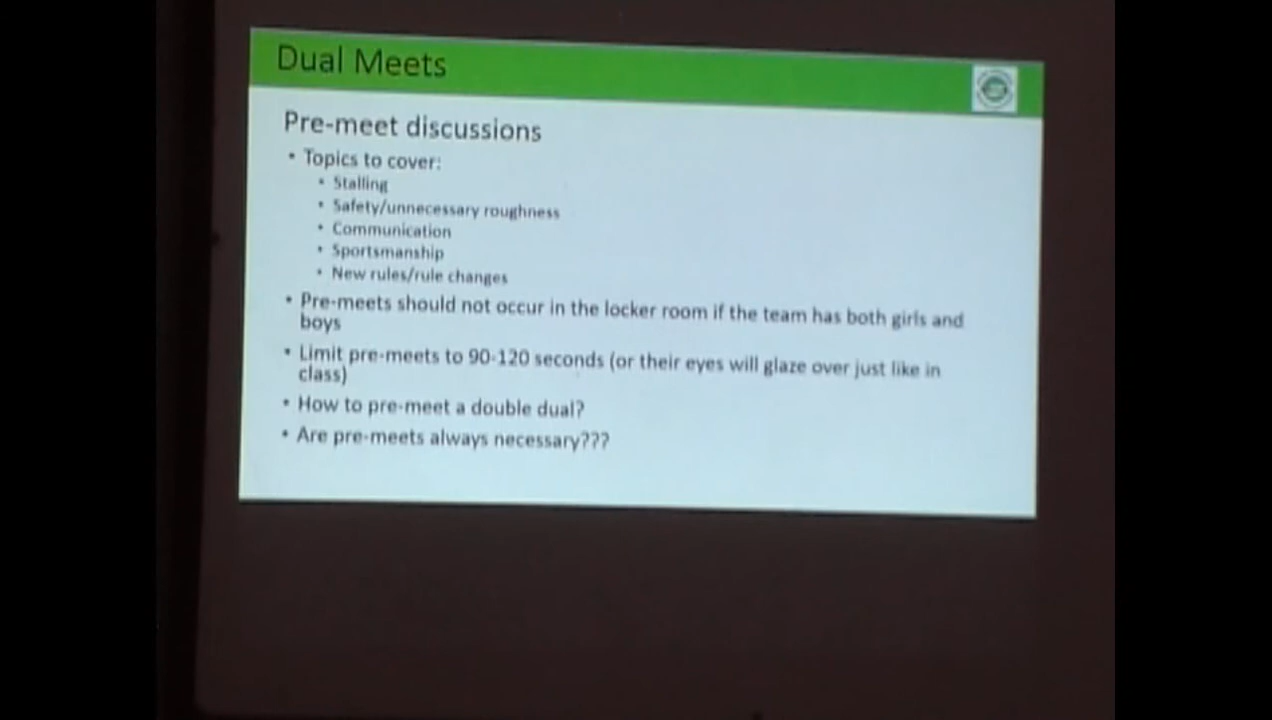 Dual Meets
Pre-meet discussions
• Topics to cover:
• Stalling
• Safety/unnecessary roughness
• Communication
• Sportsmanship
• New rules/rule changes
• Pre-meets should not occur in the locker room if the team has both girls and
boys
• Limit pre-meets to 90-120 seconds (or their eyes will glaze over just like in
class)
• How to pre-meet a double dual?
• Are pre-meets always necessary???